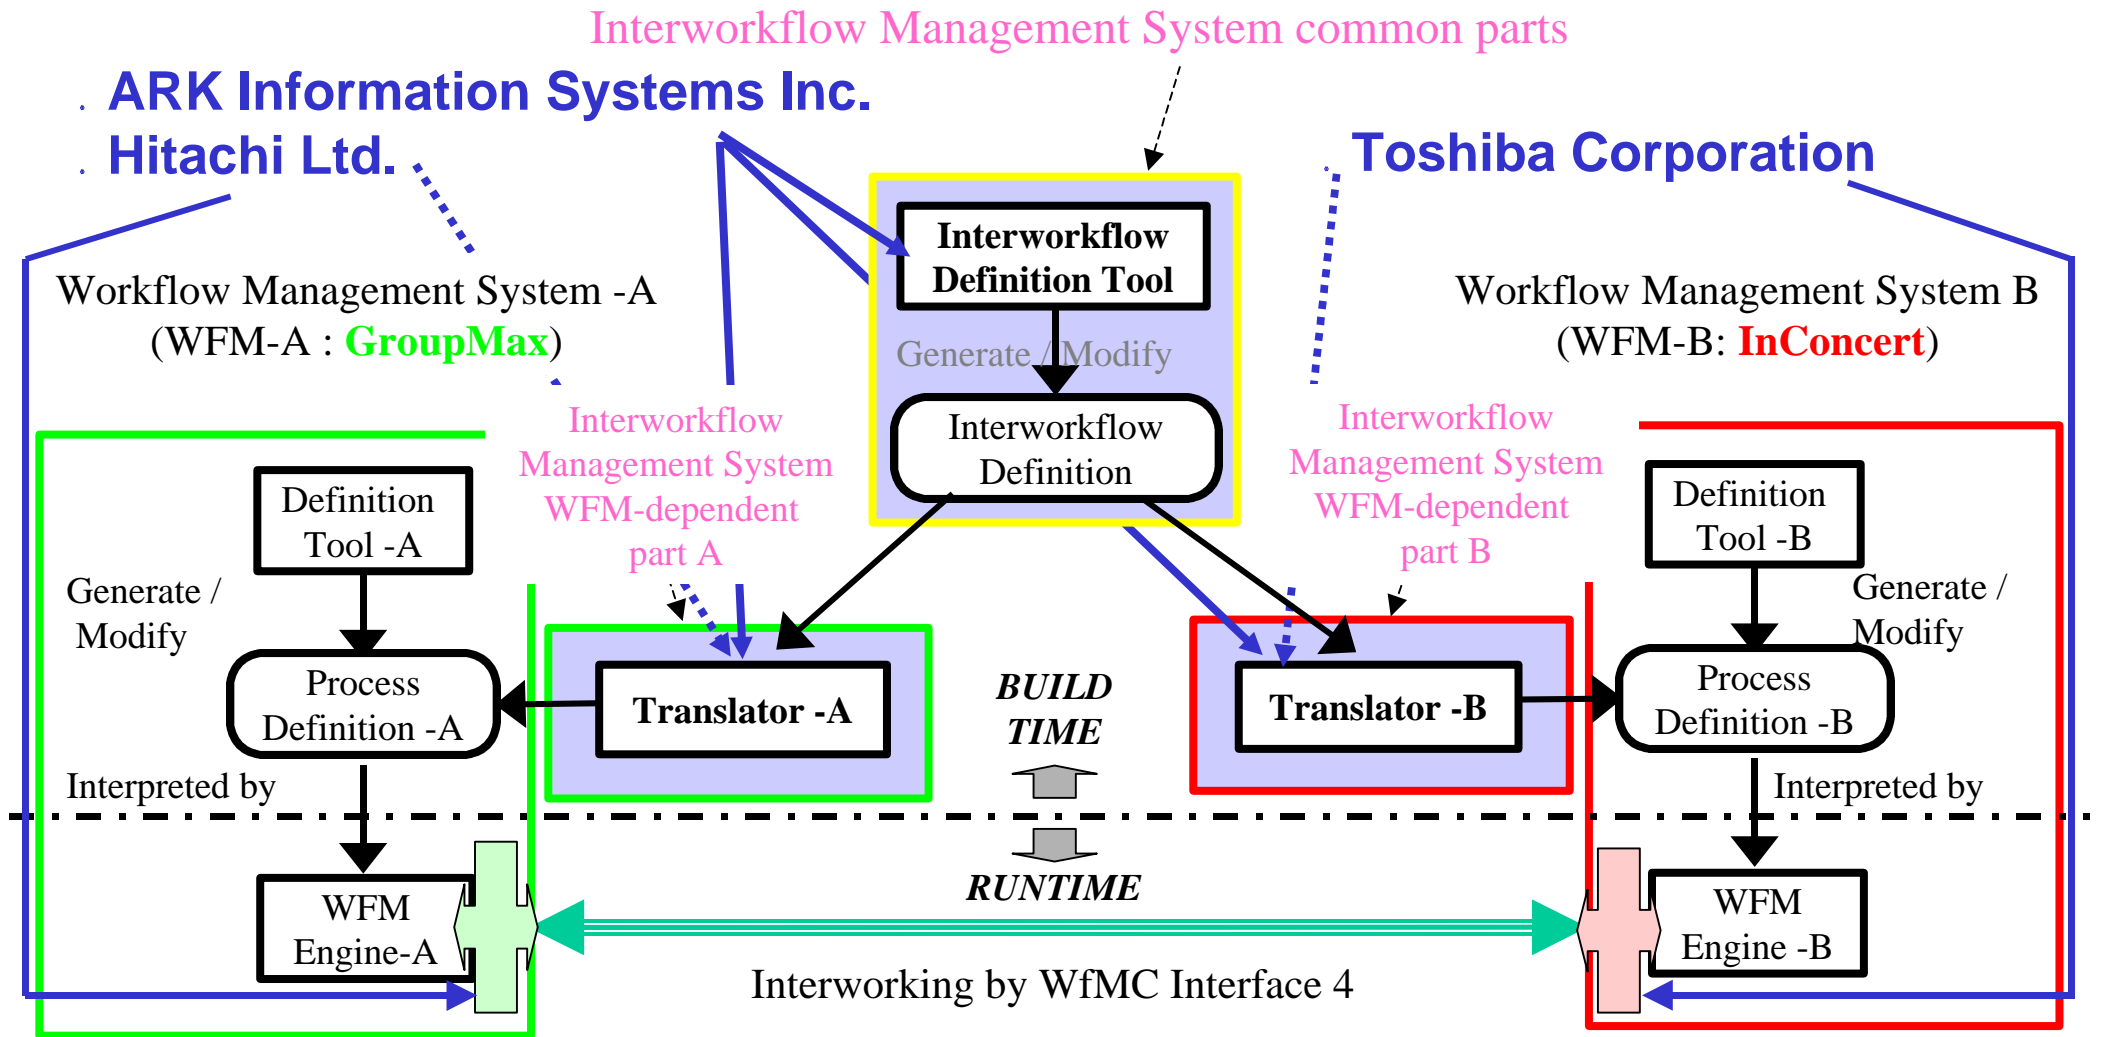 Interworkflow Management System common parts
. ARK Information Systems Inc.
. Hitachi Ltd.
. Toshiba Corporation
Workflow Management System -A
(WFM-A : GroupMax)
Interworkflow
Definition Tool
Generate / Modify
Interworkflow
Definition
Workflow Management System B
(WFM-B: InConcert)
Interworkflow
Management System
WFM-dependent
part A
Interworkflow
Management System
WFM-dependent
part B
Definition
Tool -A
Generate /
Modify
Process
Definition -A
Interpreted by
Translator -A
BUILD
TIME
Translator -B
Definition
Tool -B
Generate /
Modify
Process
Definition -B
Interpreted by
RUNTIME
WFM
Engine-A
WFM
Engine -B
Interworking by WfMC Interface 4